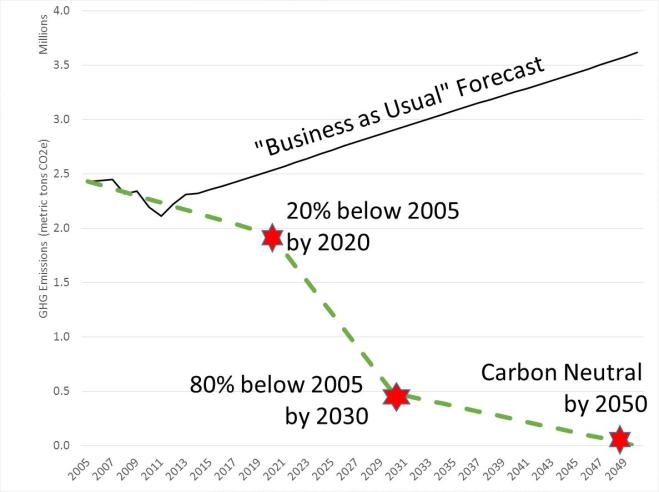 Millions
GHG Emissions (metric tons CO2e)
4.0
3.5
3.0
2.5
2.0
1.5
1.0
0.5
0.0
"Business as Usual" Forecast
20% below 2005
by 2020
80% below 2005
by 2030
Carbon Neutral
by 2050
2005 2007 2009 2011 2013 2015 2017 2019 2021 2023 2025 2027 2029 2031 2033 2035 2037 2039 2041 2043 2045 2047 2049